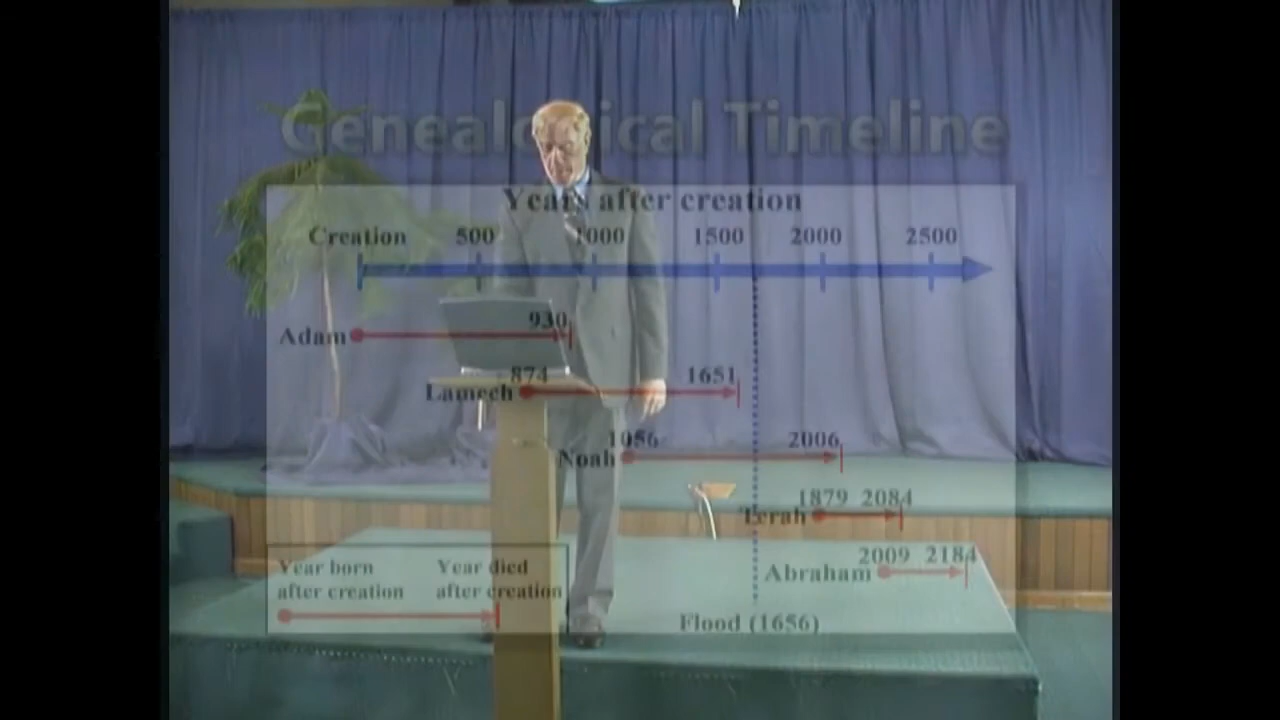 Genealogical Timeline
Years after creation
Creation 500 1000 1500 2000 2500
Adam 930
Lamech 874 1651
Noah 1056 2006
Terah 1879 2084
Abraham 2009 2184
Year born after creation
Year died after creation
Flood (1656)